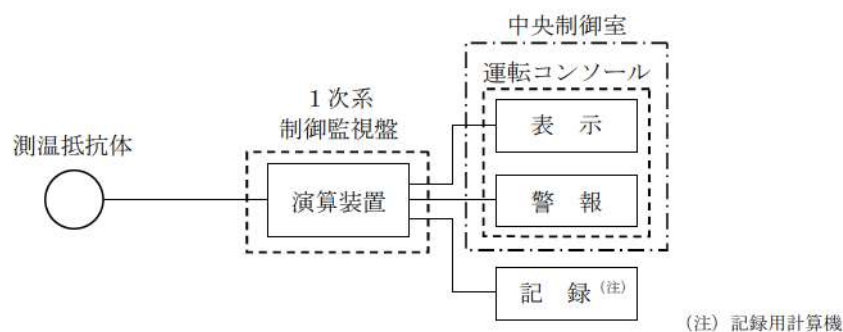 中央制御室
運転コンソール
1次系
制御監視盤
測温抵抗体
表 示
演算装置
警 報
記 録 (注)
(注) 記録用計算機